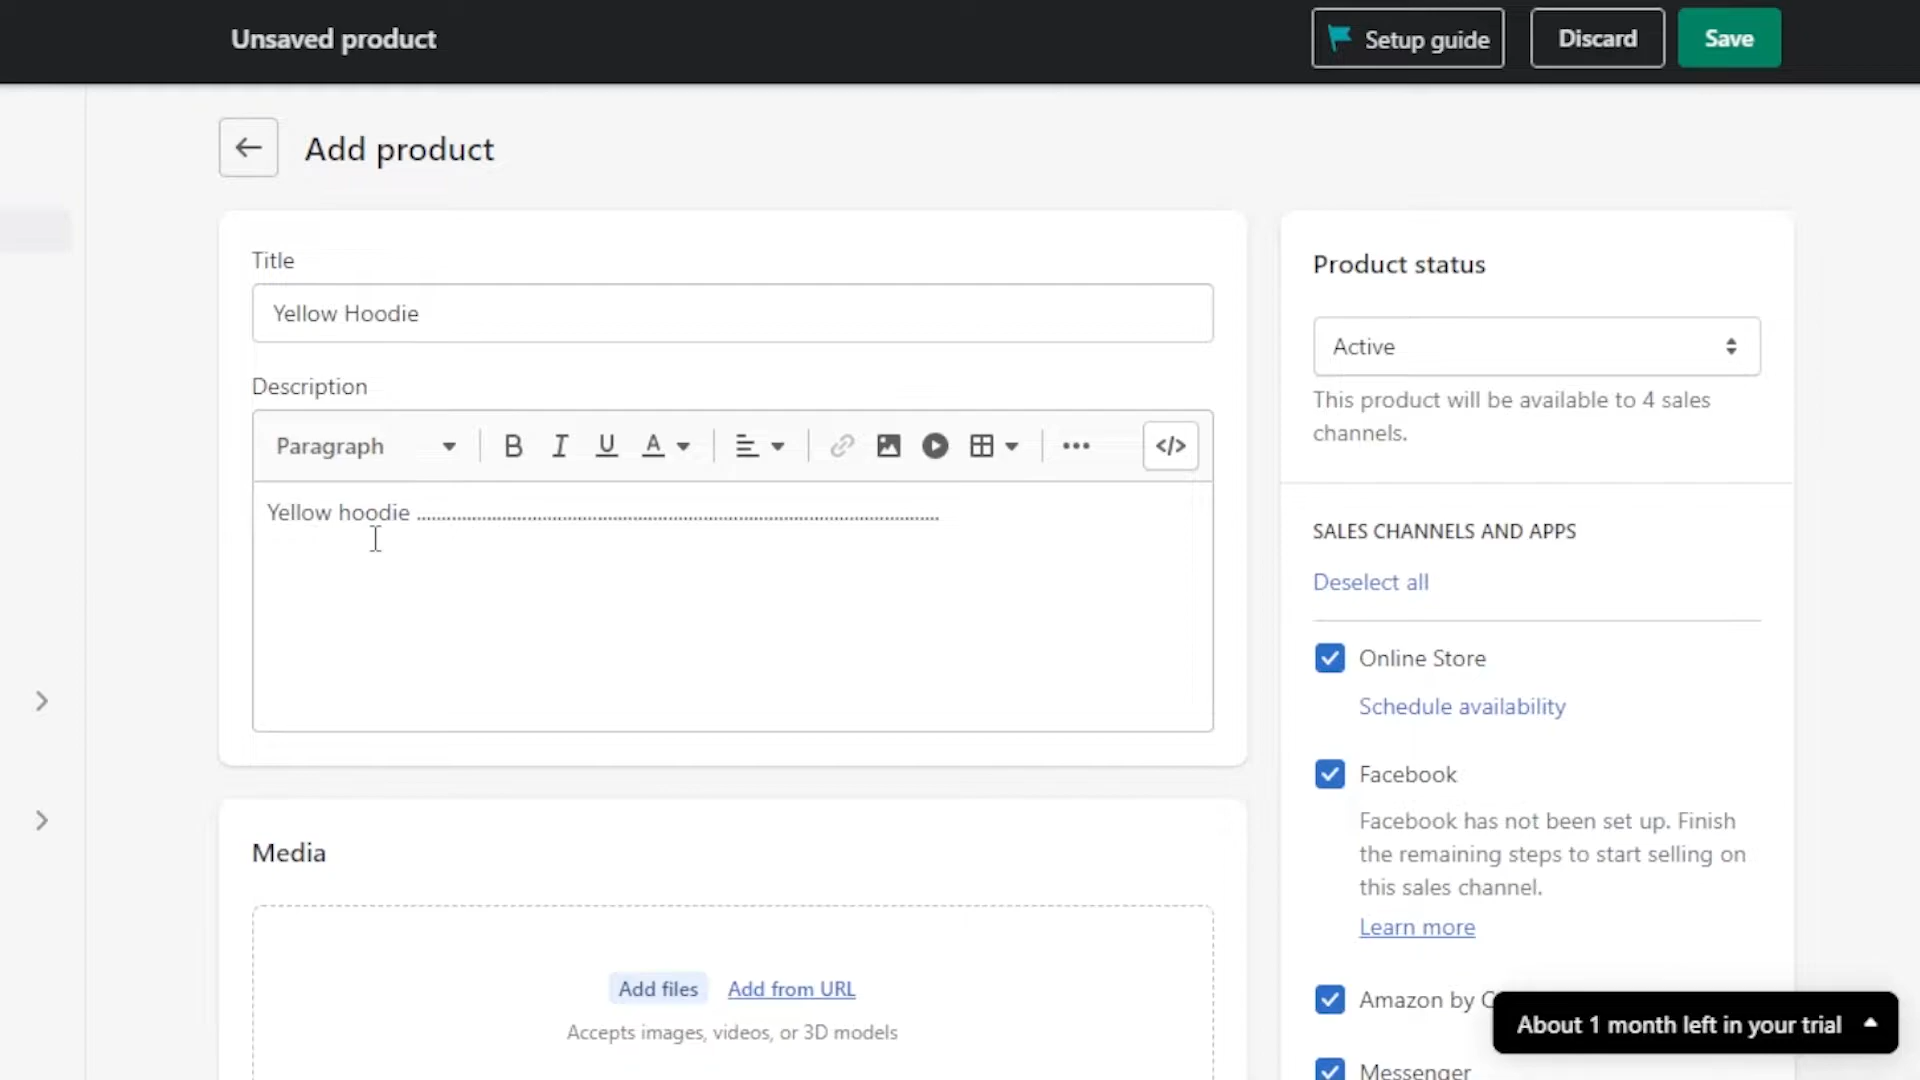 Unsaved product
Setup guide
Discard
Save
Add product
Title
Yellow Hoodie
Description
Paragraph
B I U A
</>
Yellow hoodie ........................................................................................................
Media
Add files
Add from URL
Accepts images, videos, or 3D models
Product status
Active
This product will be available to 4 sales
channels.
SALES CHANNELS AND APPS
Deselect all
Online Store
Schedule availability
Facebook
Facebook has not been set up. Finish
the remaining steps to start selling on
this sales channel.
Learn more
Amazon by
About 1 month left in your trial
Messenger